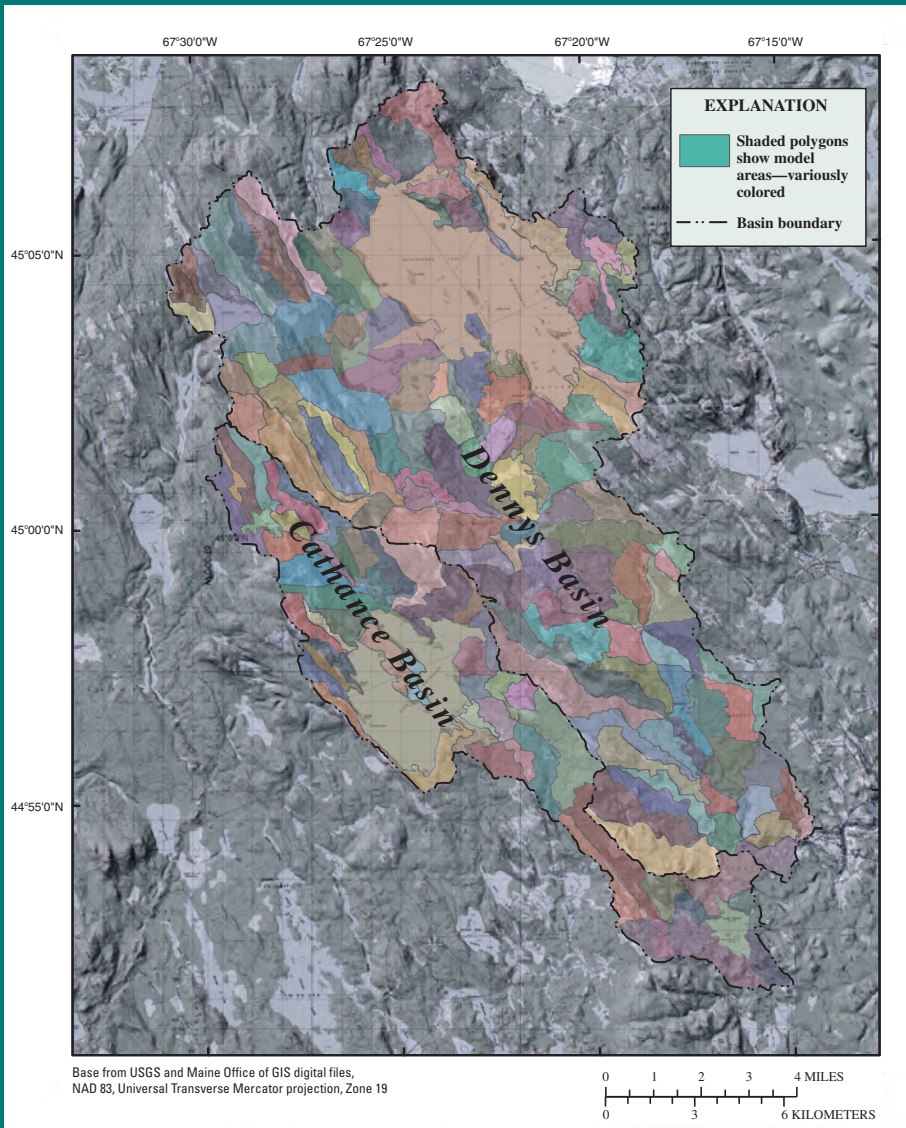 67°30'0"W 67°25'0"W 67°20'0"W 67°15'0"W
EXPLANATION
Shaded polygons
show model
areas—variously
colored
Basin boundary
45°05'0"N
45°00'0"N
44°55'0"N
Dennys Basin
Cathance Basin
Base from USGS and Maine Office of GIS digital files,
NAD 83, Universal Transverse Mercator projection, Zone 19
0 1 2 3 4 MILES
0 3 6 KILOMETERS